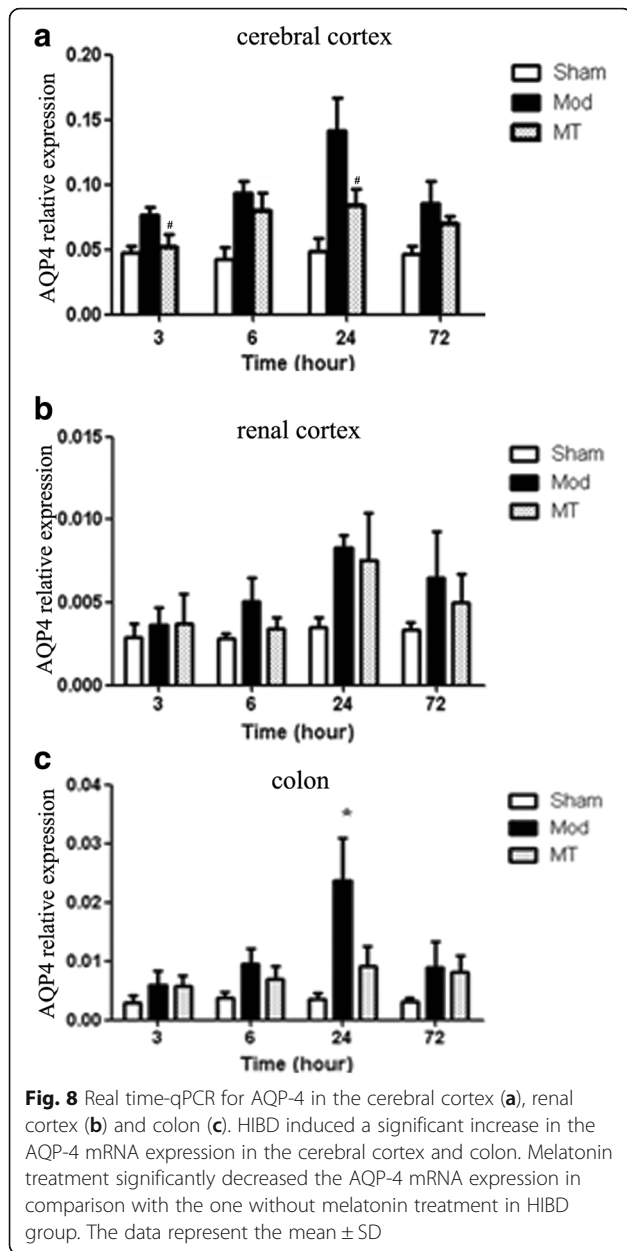 a
cerebral cortex
0.20
0.15
0.10
0.05
0.00
AQP4 relative expression
Sham
Mod
MT
#
#
3 6 24 72
Time (hour)
b
renal cortex
0.015
0.010
0.005
0.000
AQP4 relative expression
Sham
Mod
MT
3 6 24 72
Time (hour)
c
colon
0.04
0.03
0.02
0.01
0.00
AQP4 relative expression
Sham
Mod
MT
*
3 6 24 72
Time (hour)
Fig. 8 Real time-qPCR for AQP-4 in the cerebral cortex (a), renal
cortex (b) and colon (c). HIBD induced a significant increase in the
AQP-4 mRNA expression in the cerebral cortex and colon. Melatonin
treatment significantly decreased the AQP-4 mRNA expression in
comparison with the one without melatonin treatment in HIBD
group. The data represent the mean ± SD